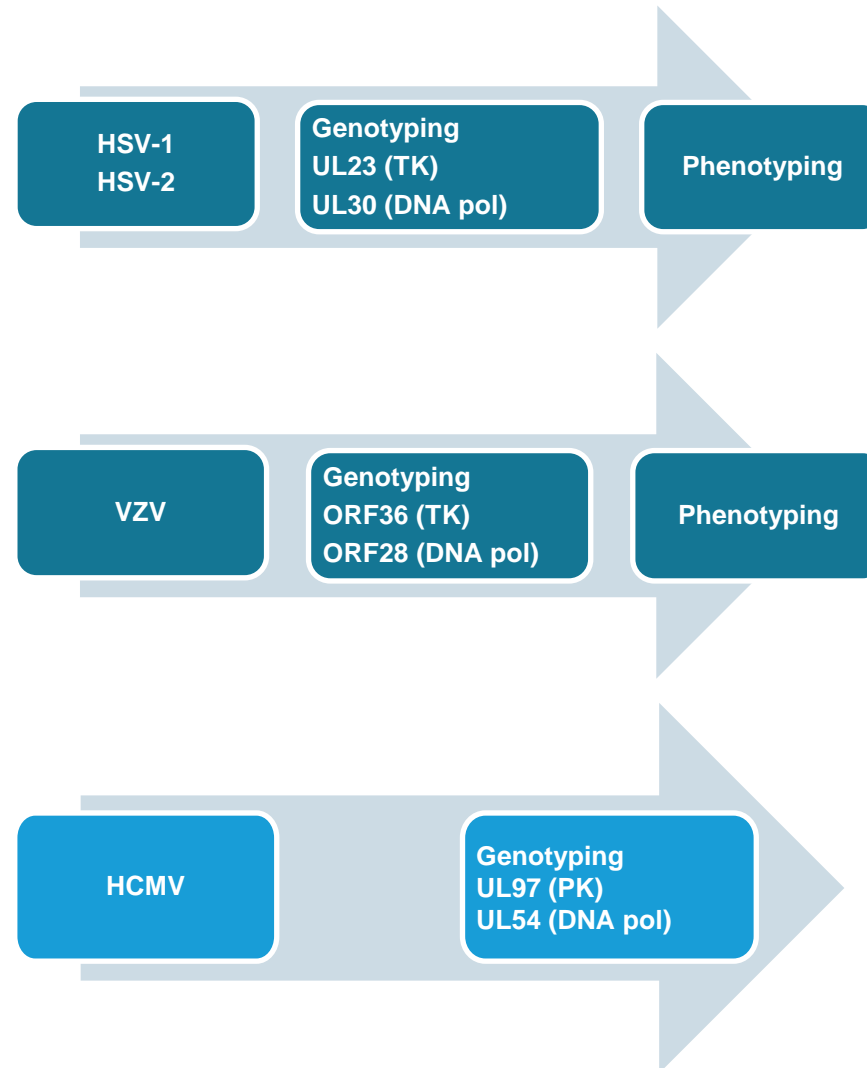 HSV-1
HSV-2
Genotyping
UL23 (TK)
UL30 (DNA pol)
Phenotyping
VZV
Genotyping
ORF36 (TK)
ORF28 (DNA pol)
Phenotyping
HCMV
Genotyping
UL97 (PK)
UL54 (DNA pol)